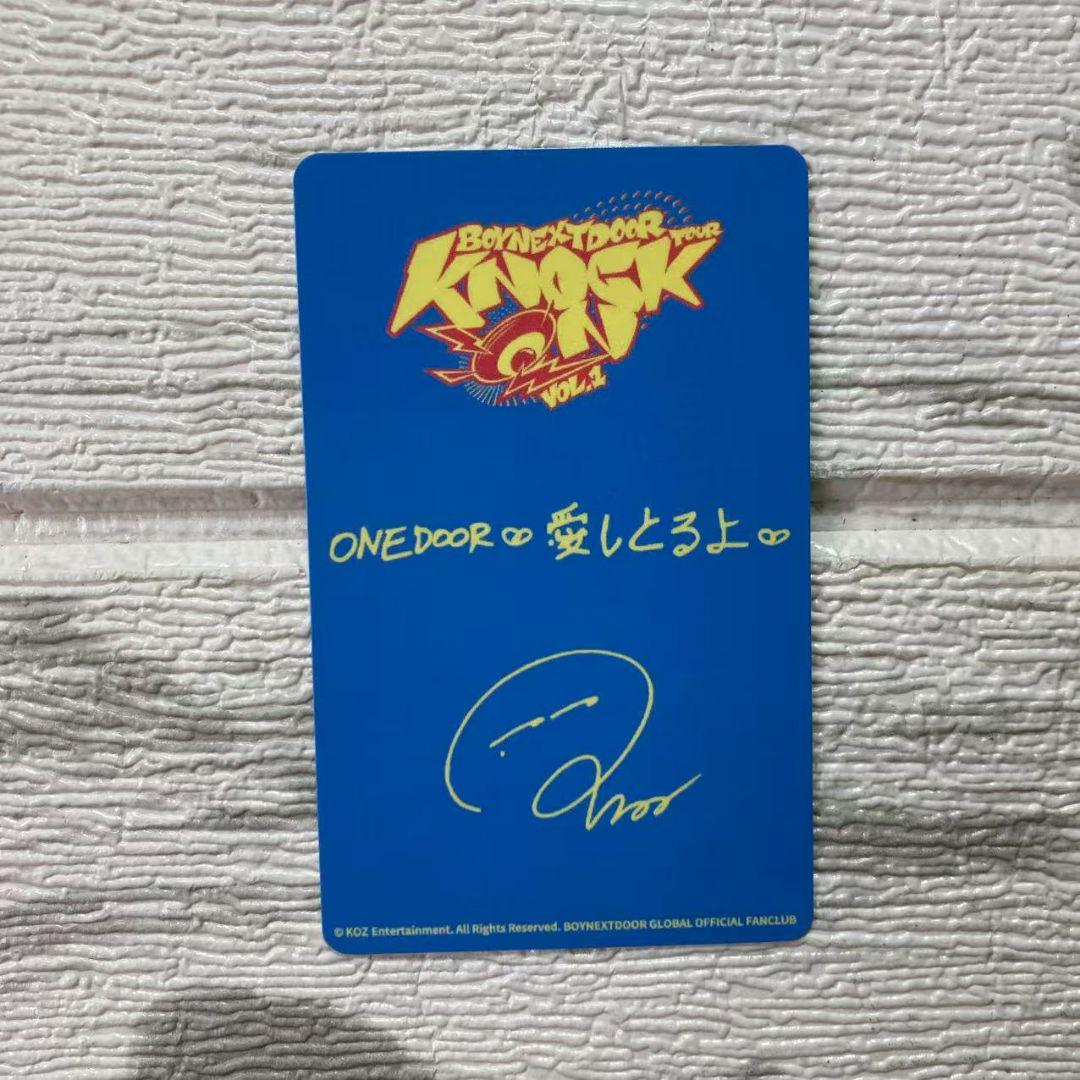 BOYNEXTDOOR TOUR
KNOCK
ON
VOL.1
ONEDOOR♡ 愛しとるよ♡
© KOZ Entertainment. All Rights Reserved. BOYNEXTDOOR GLOBAL OFFICIAL FANCLUB